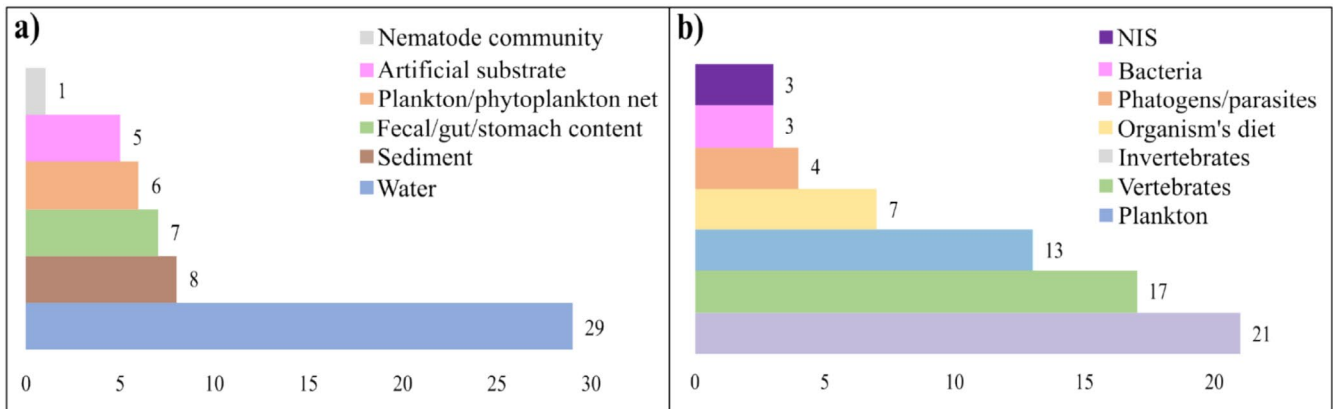 a)
Nematode community
Artificial substrate
Plankton/phytoplankton net
Fecal/gut/stomach content
Sediment
Water
1
5
6
7
8
29
0 5 10 15 20 25 30
b)
NIS
Bacteria
Phatogens/parasites
Organism's diet
Invertebrates
Vertebrates
Plankton
3
3
4
7
13
17
21
0 5 10 15 20